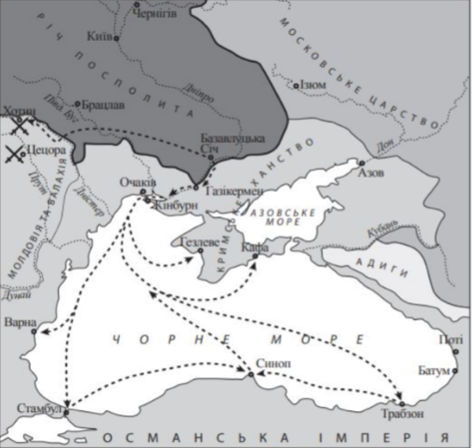 Чернігів
Київ
РІЧ ПОСПОЛИТА
МОСКОВСЬКЕ ЦАРСТВО
Дніпро
Ізюм
Хотин
Півд. Буг
Брацлав
Базавлуцька
Січ
Цецора
Дон
Азов
Прут
Дністер
Очаків
Кінбурн
Газікермен
КРИМСЬКЕ ХАНСТВО
АЗОВСЬКЕ
МОРЕ
МОЛДОВІЯ ТА ВАЛАХІЯ
Гезлеве
Кафа
Кубань
АДИГИ
Дунай
Варна
ЧОРНЕ МОРЕ
Поті
Синоп
Батум
Стамбул
Трабзон
ОСМАНСЬКА ІМПЕРІЯ